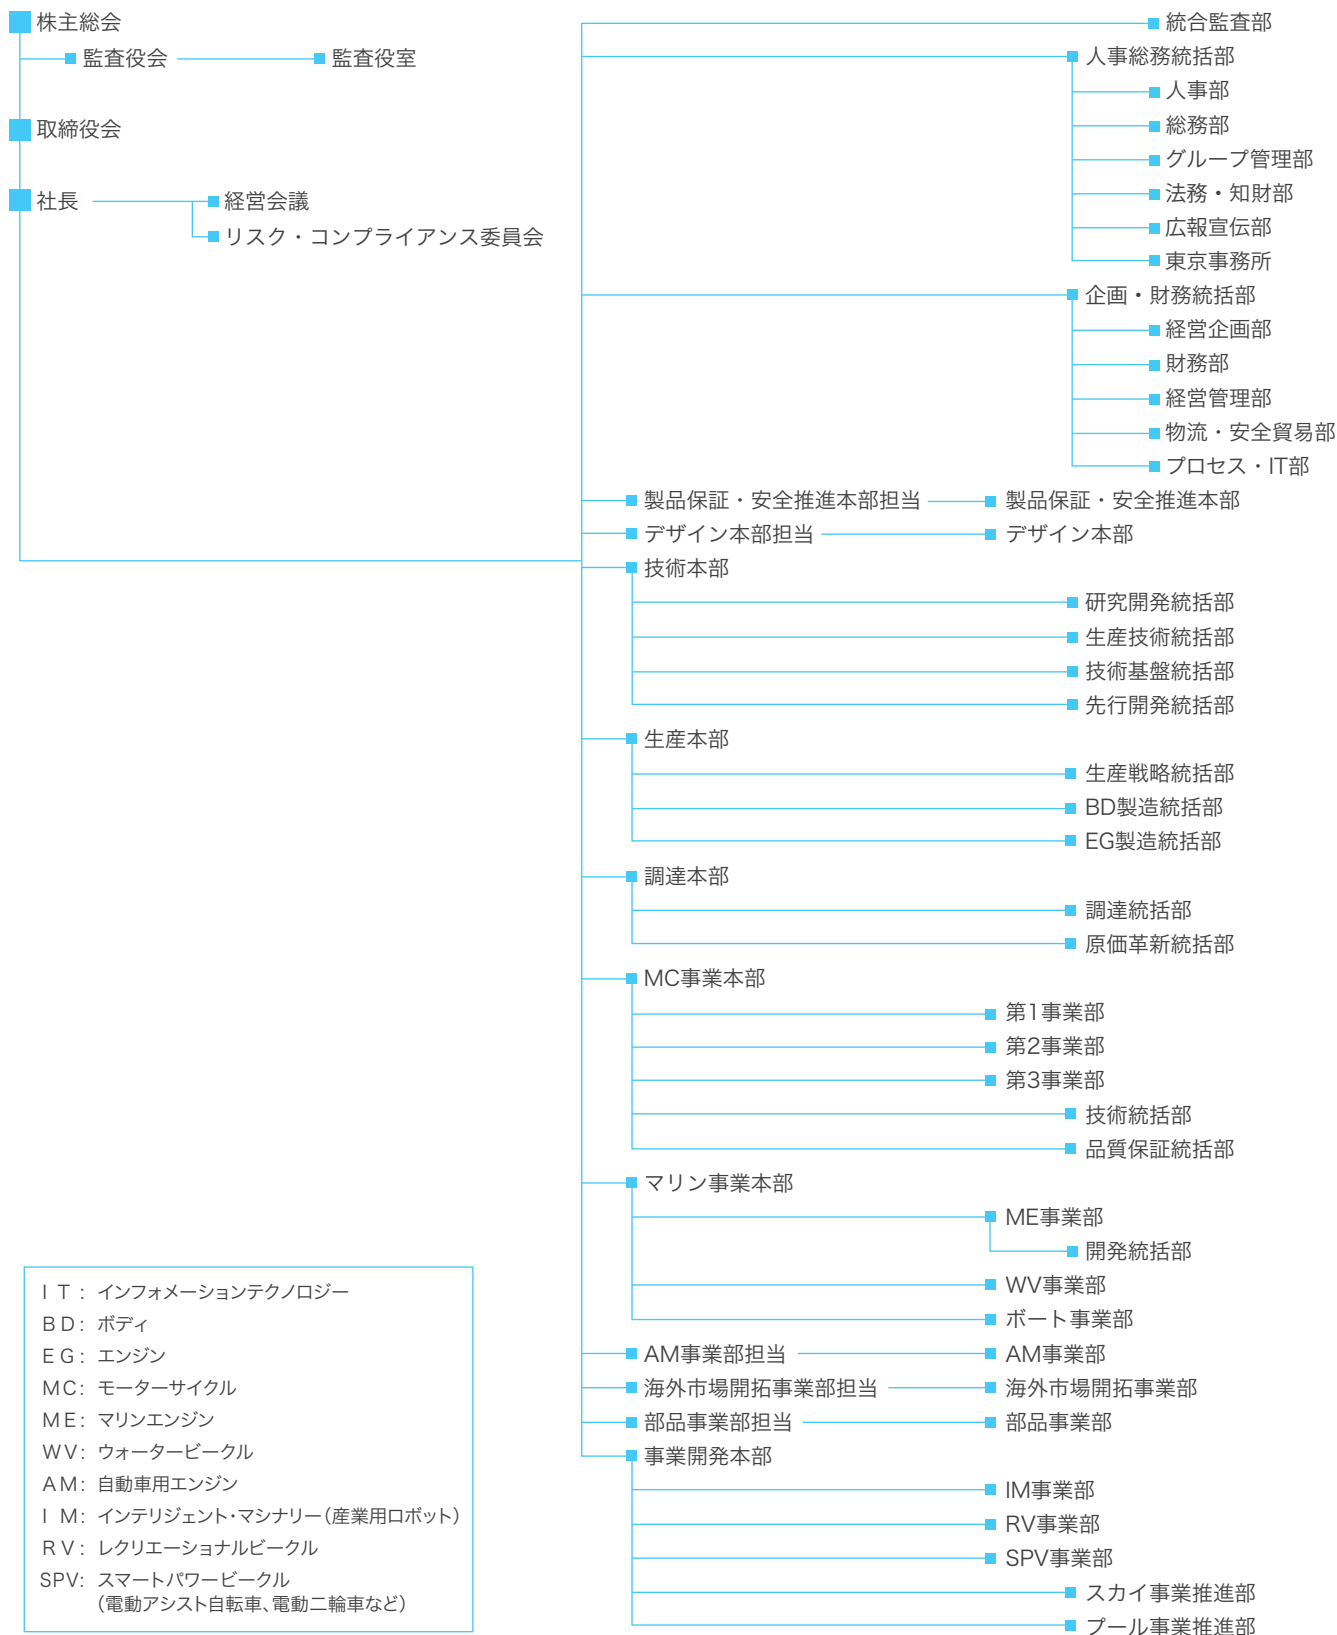 株主総会
監査役会
監査役室
取締役会
社長
経営会議
リスク・コンプライアンス委員会
統合監査部
人事総務統括部
人事部
総務部
グループ管理部
法務・知財部
広報宣伝部
東京事務所
企画・財務統括部
経営企画部
財務部
経営管理部
物流・安全貿易部
プロセス・IT部
製品保証・安全推進本部担当
製品保証・安全推進本部
デザイン本部担当
デザイン本部
技術本部
研究開発統括部
生産技術統括部
技術基盤統括部
先行開発統括部
生産本部
生産戦略統括部
BD製造統括部
EG製造統括部
調達本部
調達統括部
原価革新統括部
MC事業本部
第1事業部
第2事業部
第3事業部
技術統括部
品質保証統括部
マリン事業本部
ME事業部
開発統括部
WV事業部
ボート事業部
AM事業部担当
AM事業部
海外市場開拓事業部担当
海外市場開拓事業部
部品事業部担当
部品事業部
事業開発本部
IM事業部
RV事業部
SPV事業部
スカイ事業推進部
プール事業推進部
IT: インフォメーションテクノロジー
BD: ボディ
EG: エンジン
MC: モーターサイクル
ME: マリンエンジン
WV: ウォータービークル
AM: 自動車用エンジン
IM: インテリジェント・マシナリー(産業用ロボット)
RV: レクリエーショナルビークル
SPV: スマートパワービークル
(電動アシスト自転車、電動二輪車など)